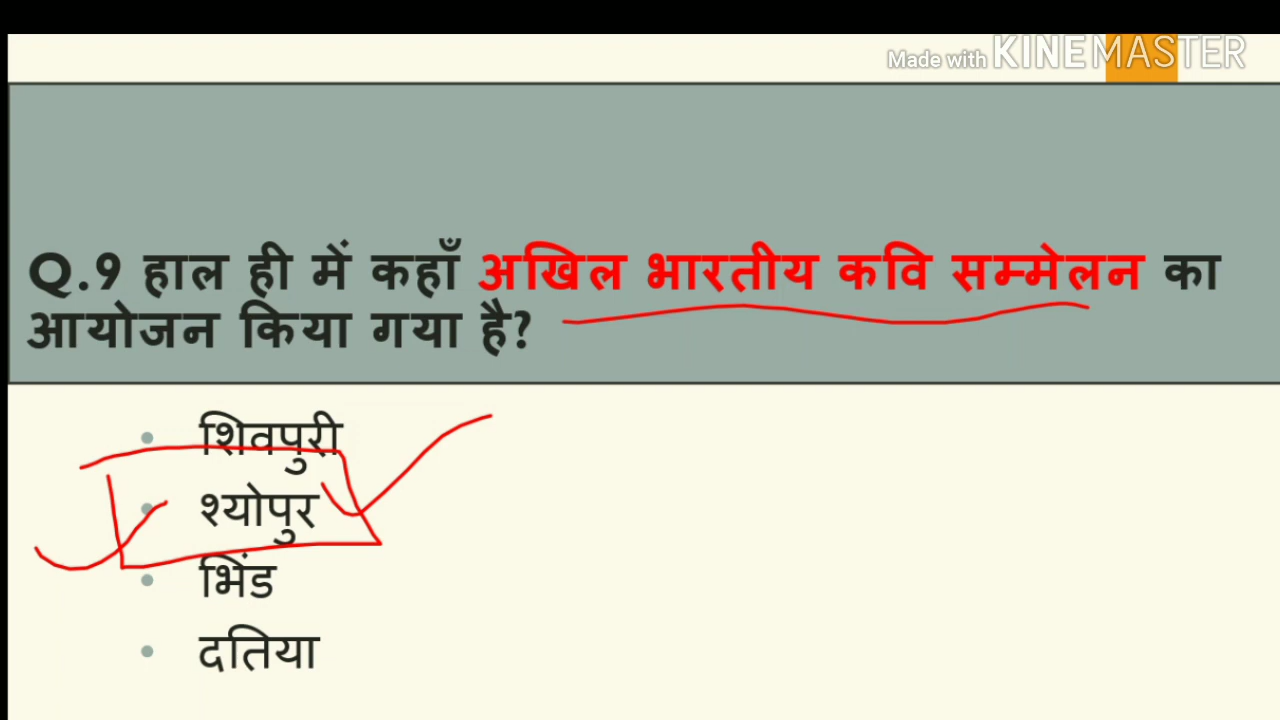 Made with KINEMASTER
Q.9 हाल ही में कहाँ अखिल भारतीय कवि सम्मेलन का
आयोजन किया गया है?
• शिवपुरी
• श्योपुर
• भिंड
• दतिया